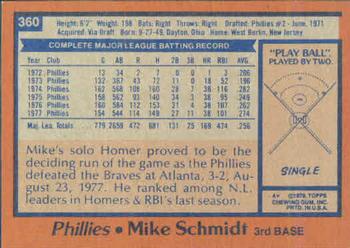 360
Height: 6'2" Weight: 198 Bats: Right Throws: Right Drafted: Phillies #2 - June, 1971
Acquired: Via Draft Born: 9-27-49, Dayton, Ohio Home: West Berlin, New Jersey
COMPLETE MAJOR LEAGUE BATTING RECORD
Year Club G AB R H 2B 3B HR RBI AVG
1972 Phillies 13 34 2 7 0 0 1 3 .206
1973 Phillies 132 367 43 72 11 0 18 52 .196
1974 Phillies 162 568 108 160 28 7 36 116 .282
1975 Phillies 158 562 93 140 34 3 38 95 .249
1976 Phillies 160 584 112 153 31 4 38 107 .262
1977 Phillies 154 544 114 149 27 11 38 101 .274
Maj. Lea. Totals 779 2659 472 681 131 25 169 474 .256
Mike's solo Homer proved to be the
deciding run of the game as the Phillies
defeated the Braves at Atlanta, 3-2, on
August 23, 1977. He ranked among N.L.
leaders in Homers & RBI's last season.
"PLAY BALL"
PLAYED BY TWO.
SINGLE
©1978 TOPPS
CHEWING GUM, INC.
PRTD. IN U.S.A.
Phillies • Mike Schmidt 3rd BASE